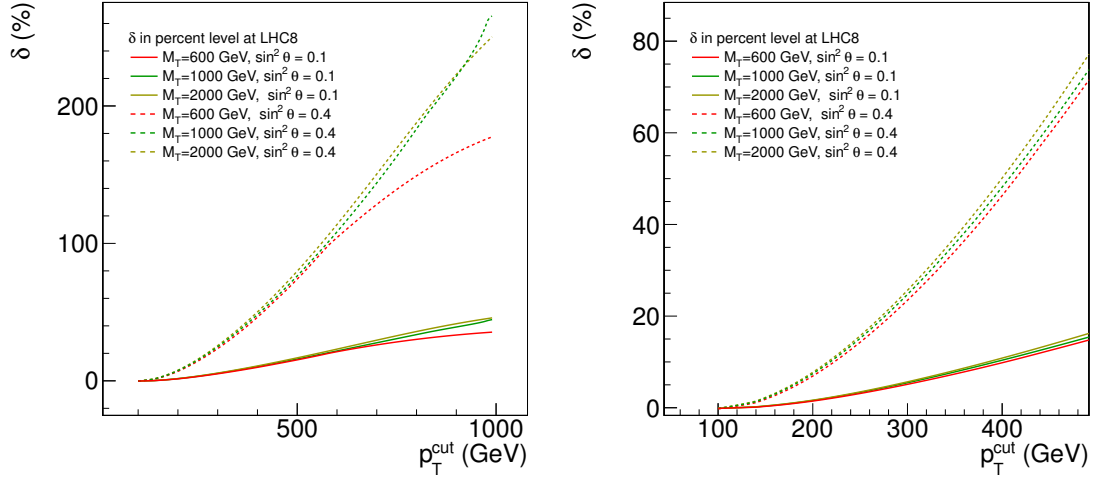 δ (%)
δ in percent level at LHC8
M_T=600 GeV, sin² θ = 0.1
M_T=1000 GeV, sin² θ = 0.1
M_T=2000 GeV, sin² θ = 0.1
M_T=600 GeV, sin² θ = 0.4
M_T=1000 GeV, sin² θ = 0.4
M_T=2000 GeV, sin² θ = 0.4
200
100
0
500
1000
p_T^cut (GeV)
δ (%)
δ in percent level at LHC8
M_T=600 GeV, sin² θ = 0.1
M_T=1000 GeV, sin² θ = 0.1
M_T=2000 GeV, sin² θ = 0.1
M_T=600 GeV, sin² θ = 0.4
M_T=1000 GeV, sin² θ = 0.4
M_T=2000 GeV, sin² θ = 0.4
80
60
40
20
0
100
200
300
400
p_T^cut (GeV)